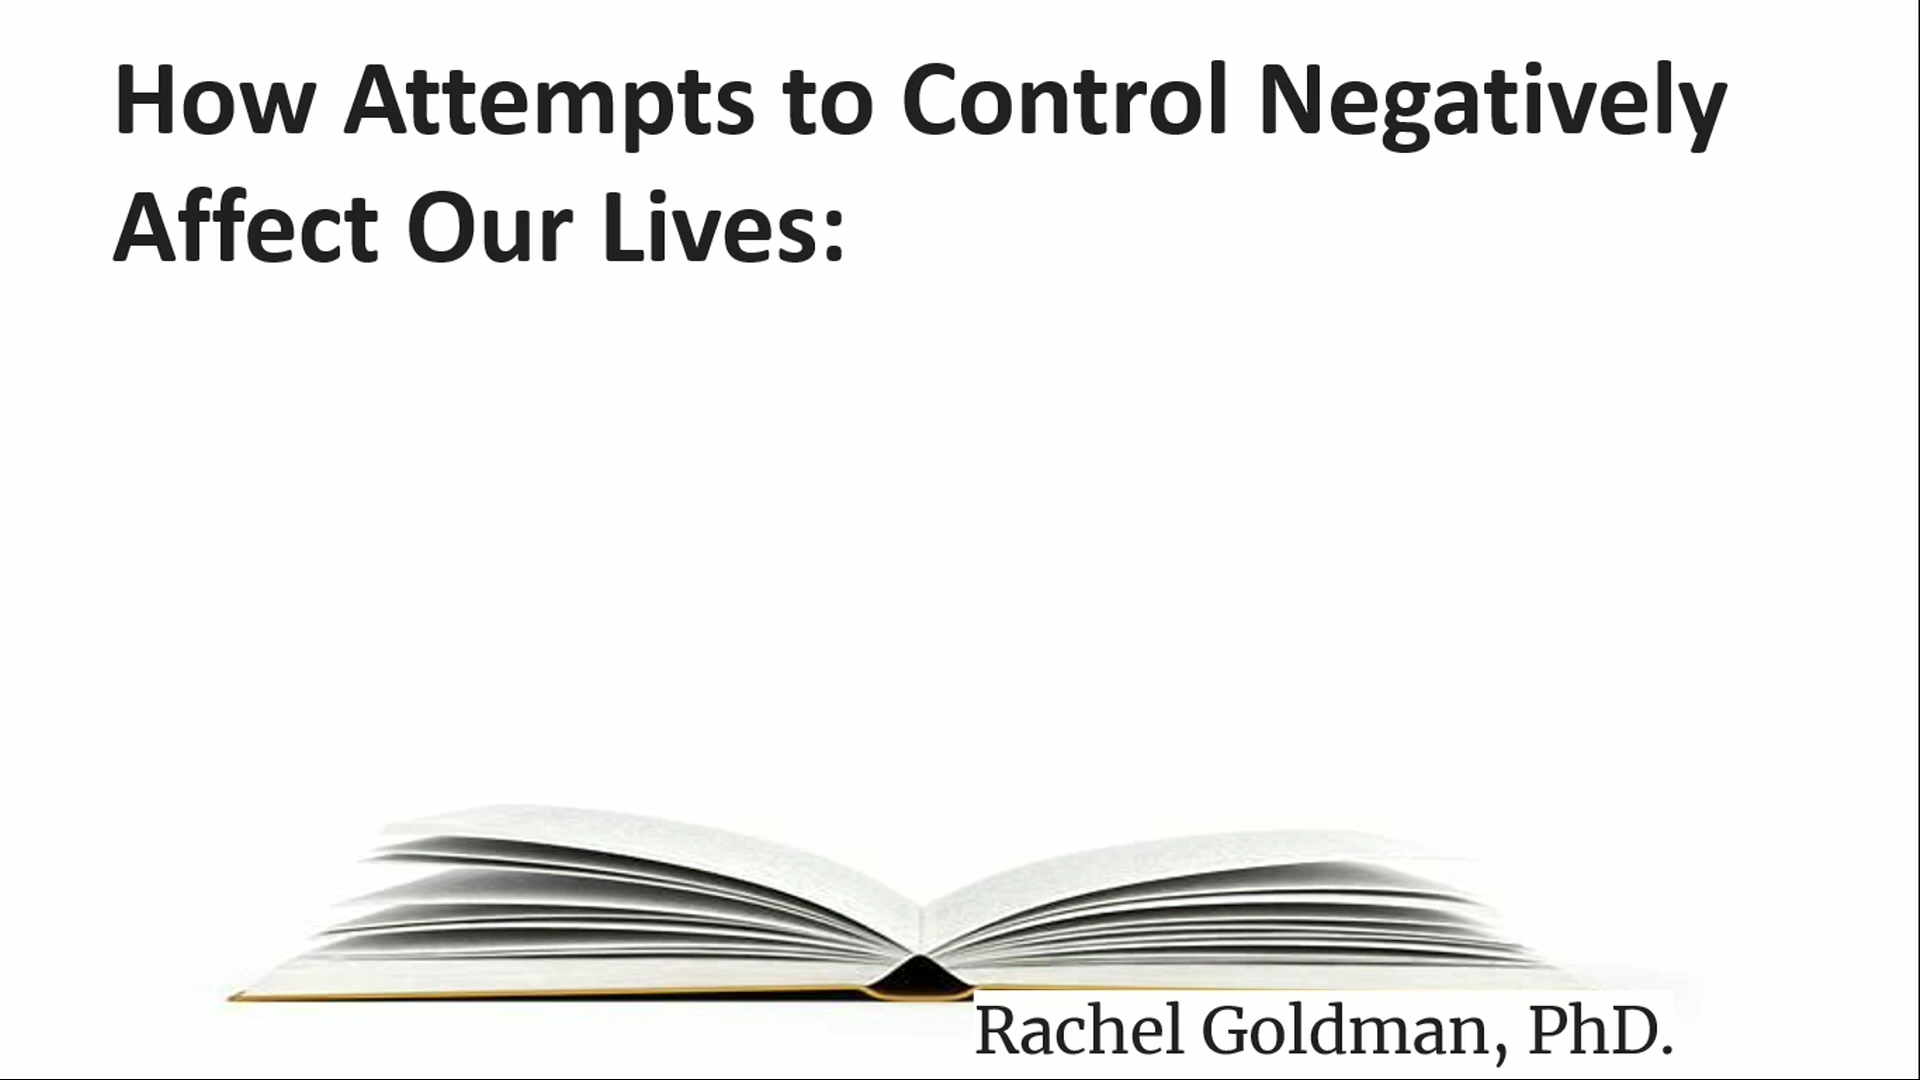 How Attempts to Control Negatively
Affect Our Lives:
Rachel Goldman, PhD.